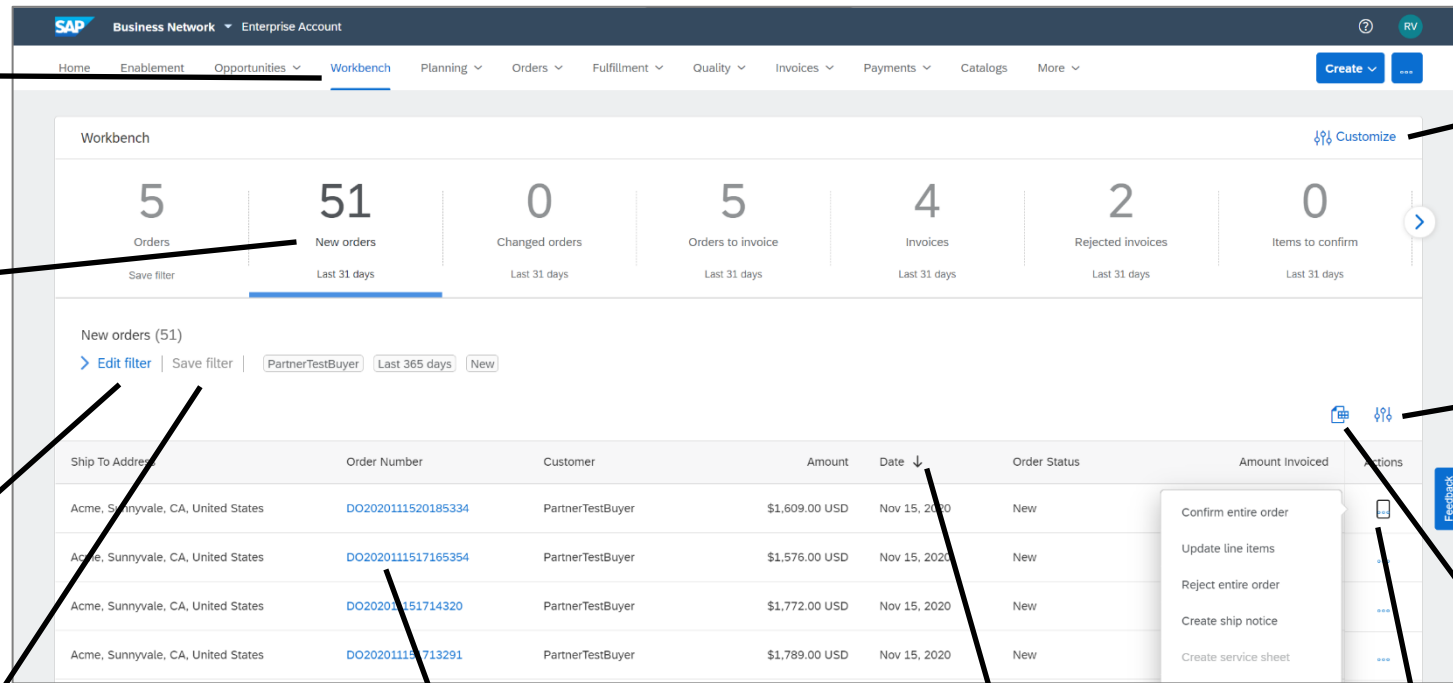 SAP Business Network Enterprise Account RV
Home Enablement Opportunities Workbench Planning Orders Fulfillment Quality Invoices Payments Catalogs More Create ...
Workbench Customize
5 51 0 5 4 2 0
Orders New orders Changed orders Orders to invoice Invoices Rejected invoices Items to confirm
Save filter Last 31 days Last 31 days Last 31 days Last 31 days Last 31 days Last 31 days
New orders (51)
Edit filter | Save filter | PartnerTestBuyer Last 365 days New
Ship To Address Order Number Customer Amount Date Order Status Amount Invoiced Actions
Feedback
Acme, Sunnyvale, CA, United States DO2020111520185334 PartnerTestBuyer $1,609.00 USD Nov 15, 2020 New
Confirm entire order
Update line items
Acme, Sunnyvale, CA, United States DO2020111517165354 PartnerTestBuyer $1,576.00 USD Nov 15, 2020 New
Reject entire order
Acme, Sunnyvale, CA, United States PartnerTestBuyer $1,772.00 USD Nov 15, 2020 New
Create ship notice
Acme, Sunnyvale, CA, United States PartnerTestBuyer $1,789.00 USD Nov 15, 2020 New
Create service sheet